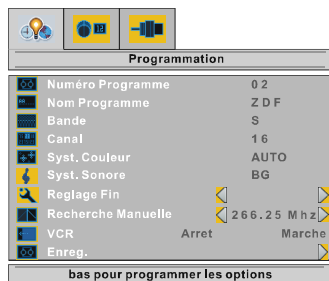 Programmation
Numéro Programme 02
Nom Programme ZDF
Bande S
Canal 16
Syst. Couleur AUTO
Syst. Sonore BG
Reglage Fin
Recherche Manuelle 266.25 Mhz
VCR Arret Marche
Enreg.
bas pour programmer les options